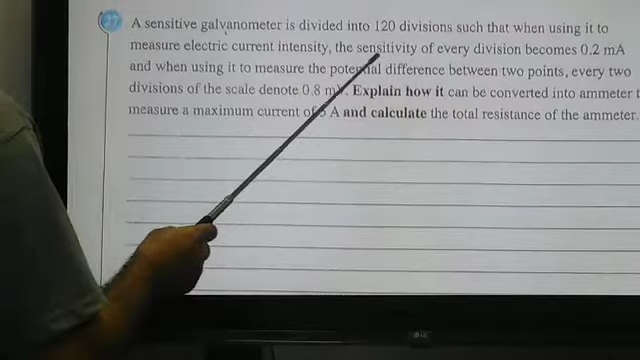 27 A sensitive galvanometer is divided into 120 divisions such that when using it to
measure electric current intensity, the sensitivity of every division becomes 0.2 mA
and when using it to measure the potential difference between two points, every two
divisions of the scale denote 0.8 mV. Explain how it can be converted into ammeter t
measure a maximum current of 5 A and calculate the total resistance of the ammeter.
LG